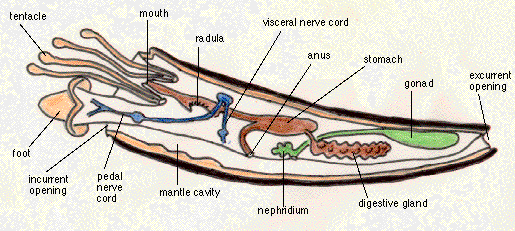 tentacle
mouth
radula
visceral nerve cord
anus
stomach
gonad
excurrent
opening
foot
incurrent
opening
pedal
nerve
cord
mantle cavity
nephridium
digestive gland